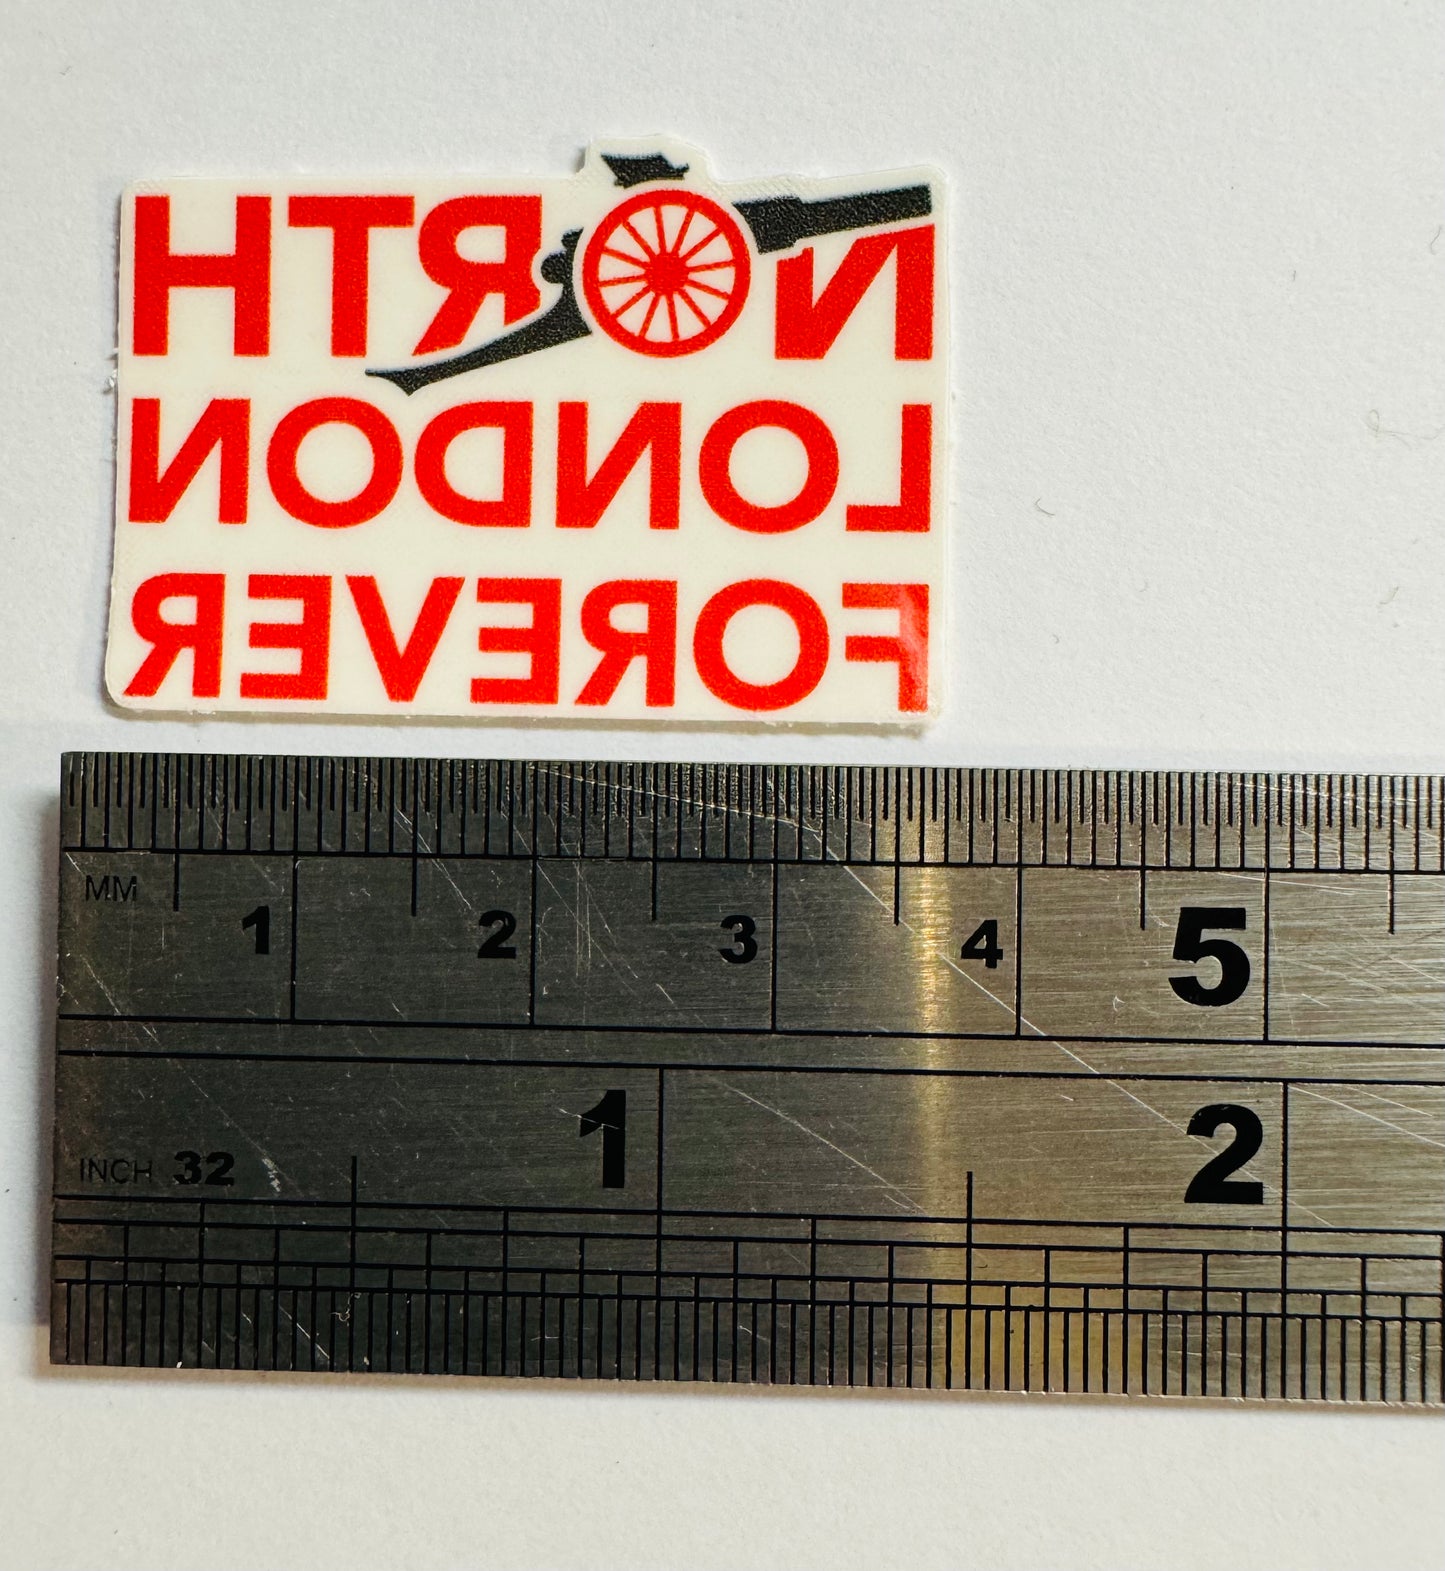 NORTH
LONDON
FOREVER
MM 1 2 3 4 5
1 2
INCH 32